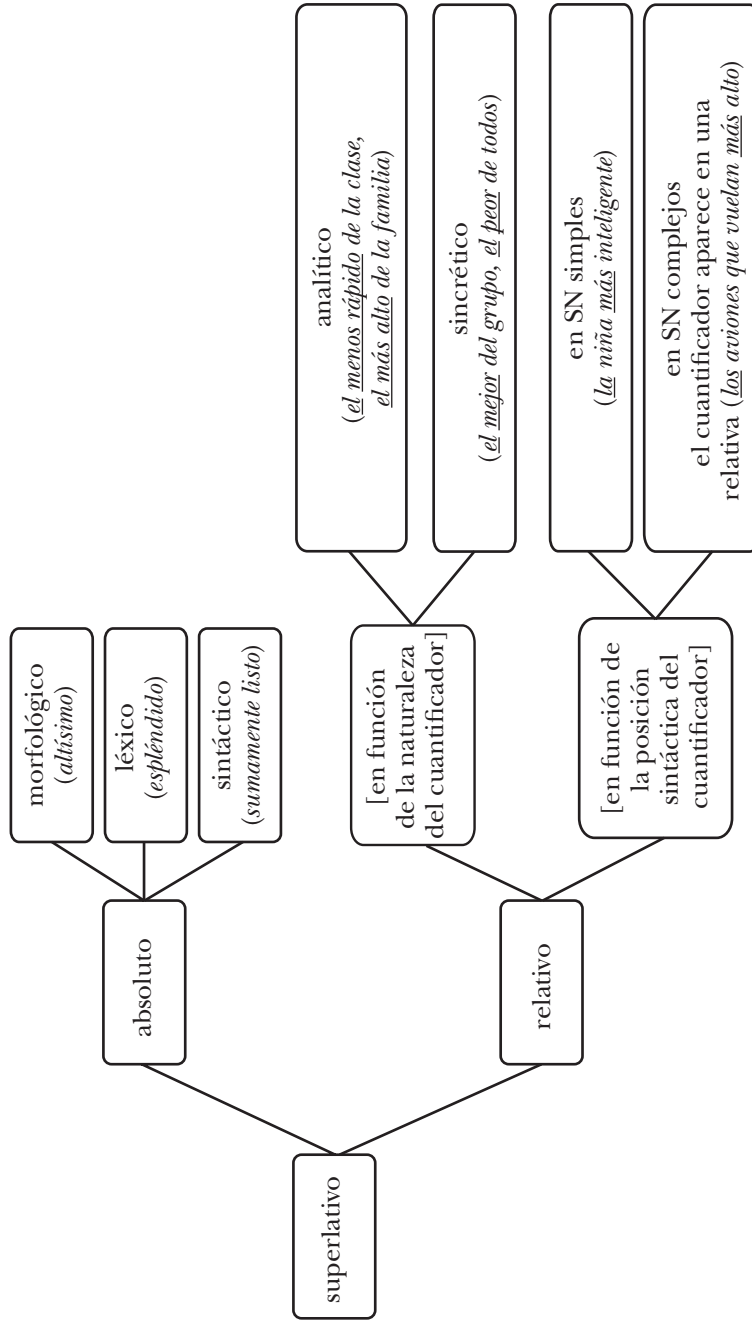 superlativo
absoluto
morfológico
(altísimo)
léxico
(espléndido)
sintáctico
(sumamente listo)
relativo
[en función
de la naturaleza
del cuantificador]
analítico
(el menos rápido de la clase,
el más alto de la familia)
sincrético
(el mejor del grupo, el peor de todos)
[en función de
la posición
sintáctica del
cuantificador]
en SN simples
(la niña más inteligente)
en SN complejos
el cuantificador aparece en una
relativa (los aviones que vuelan más alto)